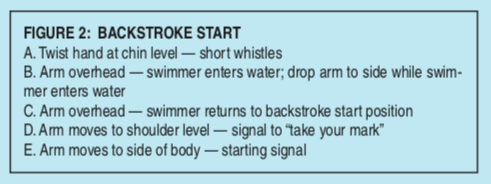 FIGURE 2: BACKSTROKE START
A. Twist hand at chin level — short whistles
B. Arm overhead — swimmer enters water; drop arm to side while swim-
mer enters water
C. Arm overhead — swimmer returns to backstroke start position
D. Arm moves to shoulder level — signal to “take your mark”
E. Arm moves to side of body — starting signal